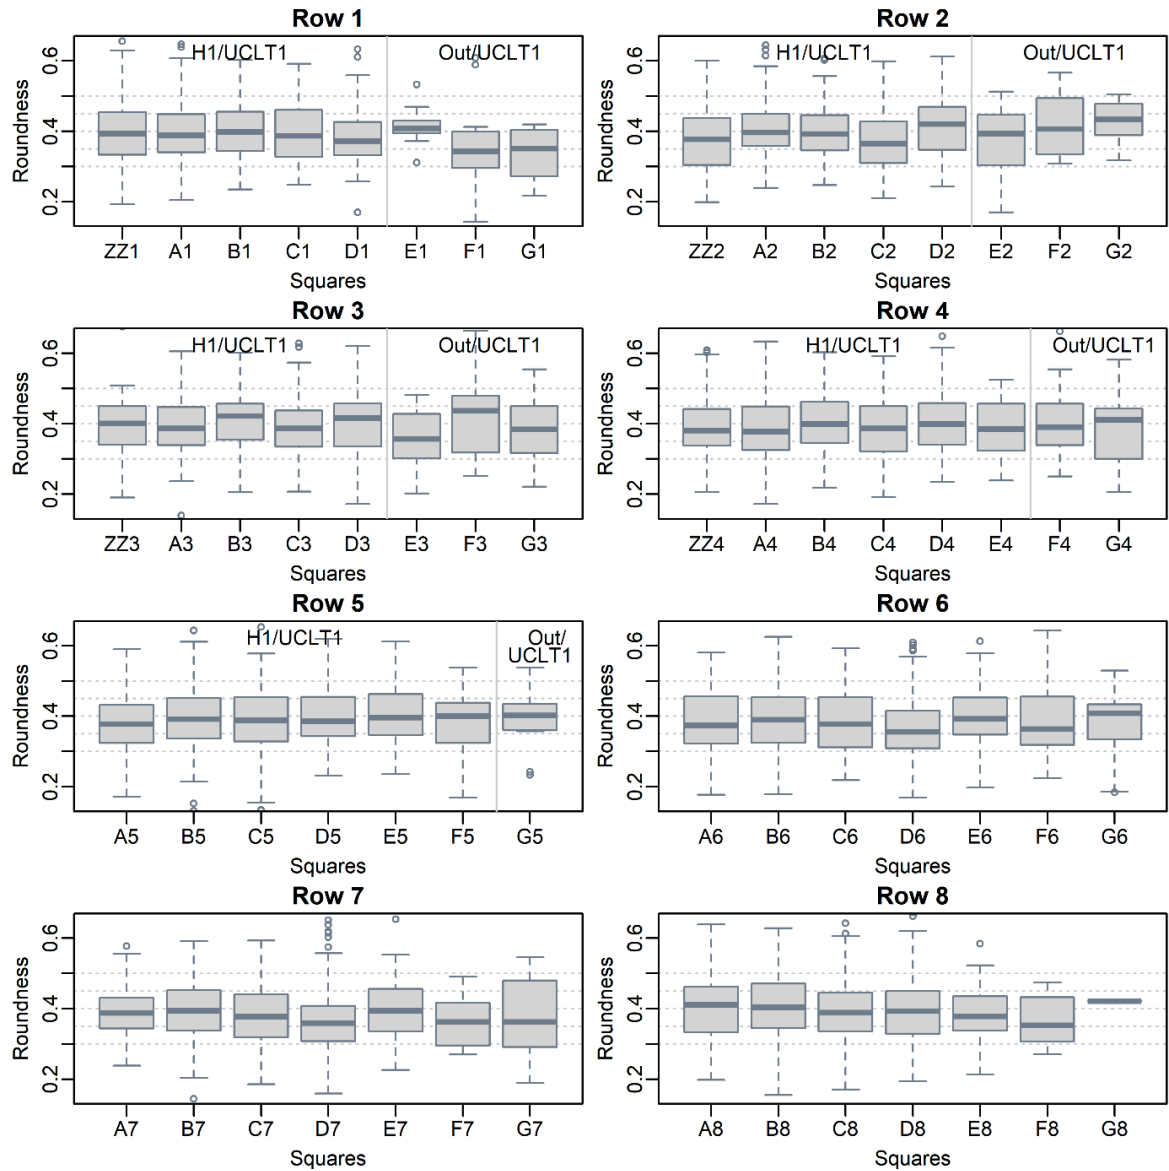 Row 1
H1/UCLT1 Out/UCLT1
Roundness
0.6
0.4
0.2
ZZ1 A1 B1 C1 D1 E1 F1 G1
Squares
Row 2
H1/UCLT1 Out/UCLT1
Roundness
0.6
0.4
0.2
ZZ2 A2 B2 C2 D2 E2 F2 G2
Squares
Row 3
H1/UCLT1 Out/UCLT1
Roundness
0.6
0.4
0.2
ZZ3 A3 B3 C3 D3 E3 F3 G3
Squares
Row 4
H1/UCLT1 Out/UCLT1
Roundness
0.6
0.4
0.2
ZZ4 A4 B4 C4 D4 E4 F4 G4
Squares
Row 5
H1/UCLT1 Out/
UCLT1
Roundness
0.6
0.4
0.2
A5 B5 C5 D5 E5 F5 G5
Squares
Row 6
Roundness
0.6
0.4
0.2
A6 B6 C6 D6 E6 F6 G6
Squares
Row 7
Roundness
0.6
0.4
0.2
A7 B7 C7 D7 E7 F7 G7
Squares
Row 8
Roundness
0.6
0.4
0.2
A8 B8 C8 D8 E8 F8 G8
Squares